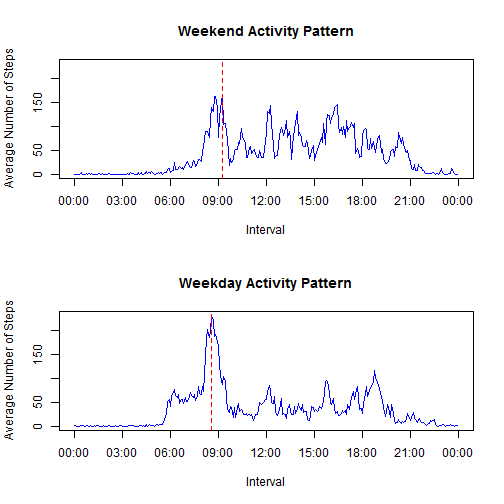 Weekend Activity Pattern
Average Number of Steps
0 50 150
00:00 03:00 06:00 09:00 12:00 15:00 18:00 21:00 00:00
Interval
Weekday Activity Pattern
Average Number of Steps
0 50 150
00:00 03:00 06:00 09:00 12:00 15:00 18:00 21:00 00:00
Interval